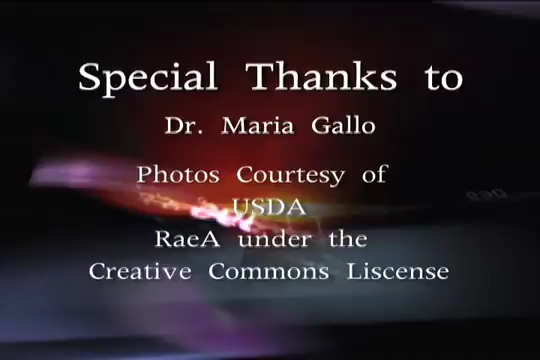 Special Thanks to
Dr. Maria Gallo
Photos Courtesy of
USDA
RaeA under the
Creative Commons Liscense